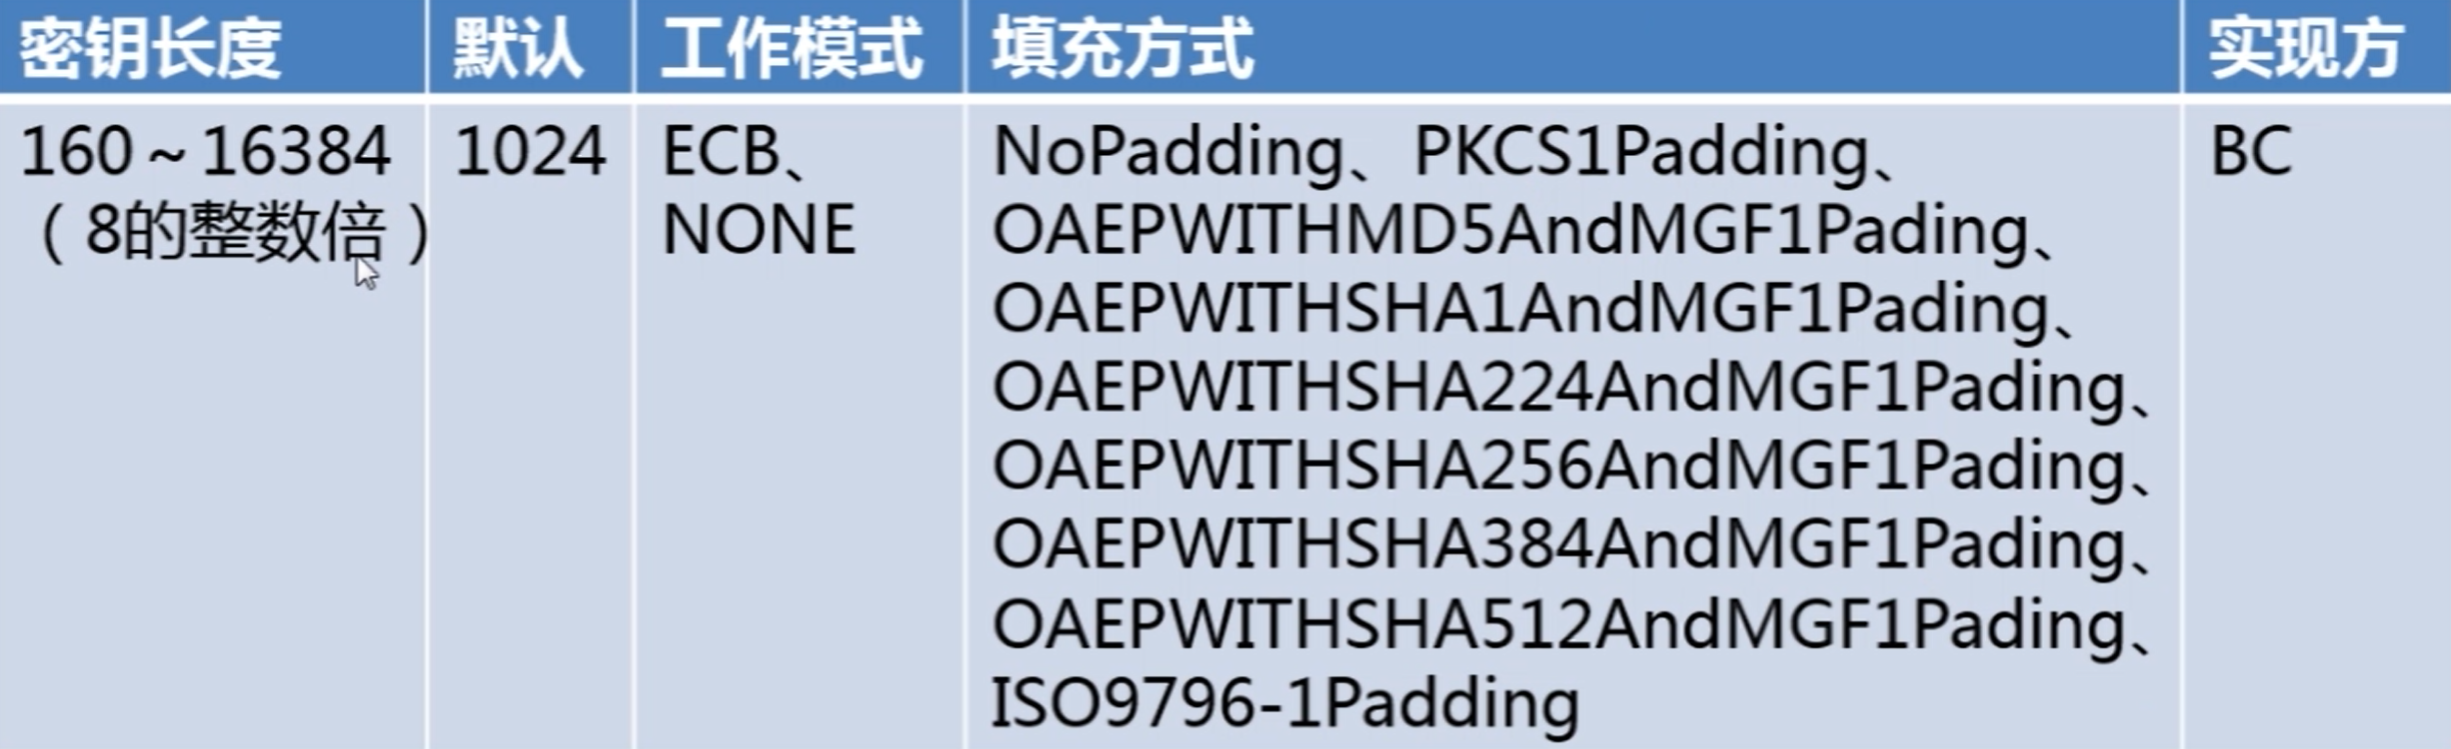 密钥长度 默认 工作模式 填充方式 实现方
160～16384 1024 ECB、 NoPadding、PKCS1Padding、 BC
（8的整数倍） NONE OAEPWITHMD5AndMGF1Pading、
OAEPWITHSHA1AndMGF1Pading、
OAEPWITHSHA224AndMGF1Pading、
OAEPWITHSHA256AndMGF1Pading、
OAEPWITHSHA384AndMGF1Pading、
OAEPWITHSHA512AndMGF1Pading、
ISO9796-1Padding